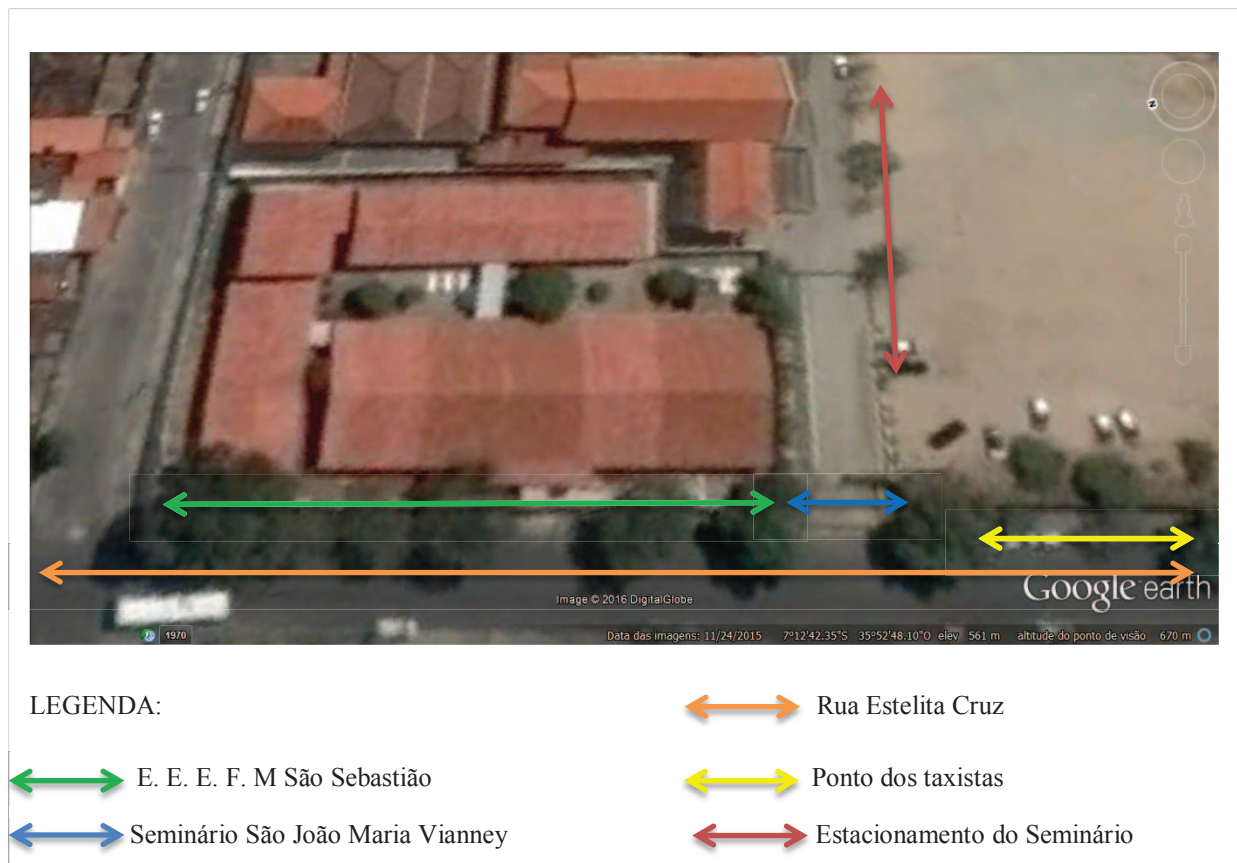 Google earth
Image © 2016 DigitalGlobe
1970
Data das imagens: 11/24/2015 7°12'42.35"S 35°52'48.10"O elev 561 m altitude do ponto de visão 670 m
LEGENDA:
Rua Estelita Cruz
E. E. E. F. M São Sebastião
Ponto dos taxistas
Seminário São João Maria Vianney
Estacionamento do Seminário